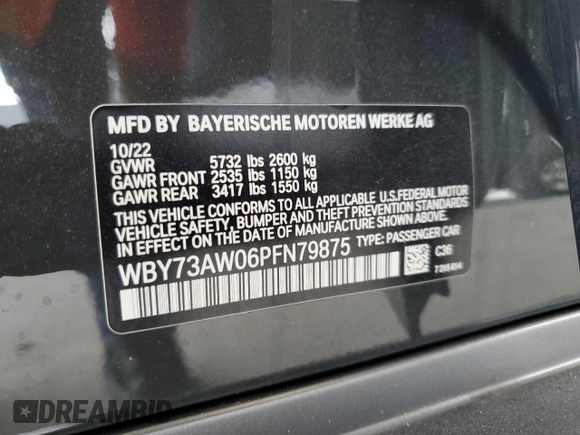 MFD BY BAYERISCHE MOTOREN WERKE AG
10/22
GVWR 5732 lbs 2600 kg
GAWR FRONT 2535 lbs 1150 kg
GAWR REAR 3417 lbs 1550 kg
THIS VEHICLE CONFORMS TO ALL APPLICABLE U.S.FEDERAL MOTOR
VEHICLE SAFETY, BUMPER AND THEFT PREVENTION STANDARDS
IN EFFECT ON THE DATE OF MANUFACTURE SHOWN ABOVE.
WBY73AW06PFN79875 TYPE: PASSENGER CAR
C36
7315014
DREAMBID